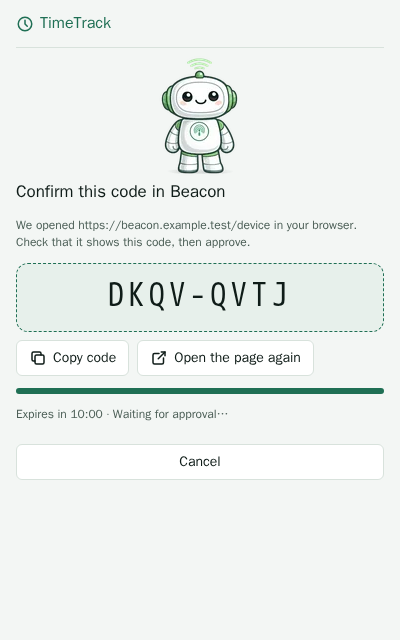 TimeTrack
Confirm this code in Beacon
We opened https://beacon.example.test/device in your browser.
Check that it shows this code, then approve.
DKQV-QVTJ
Copy code
Open the page again
Expires in 10:00 · Waiting for approval···
Cancel